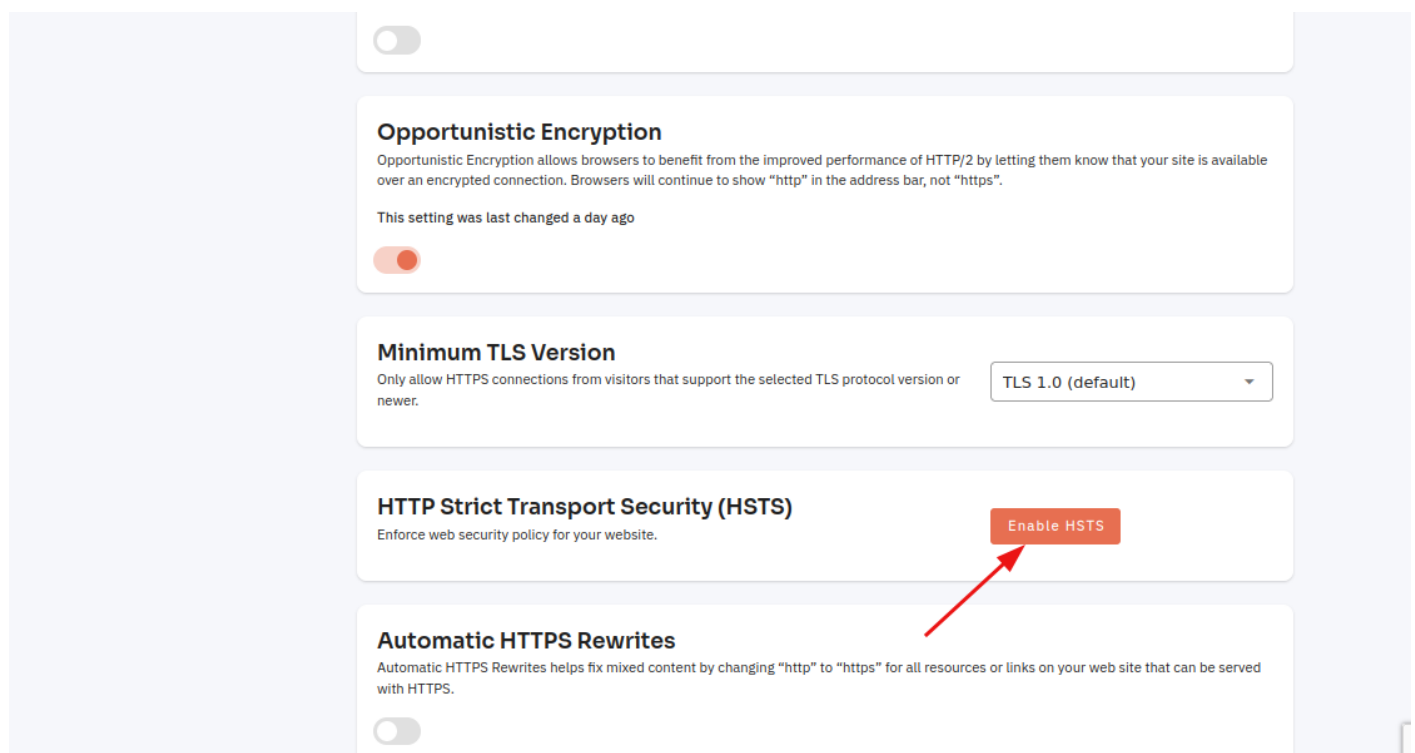 Opportunistic Encryption
Opportunistic Encryption allows browsers to benefit from the improved performance of HTTP/2 by letting them know that your site is available
over an encrypted connection. Browsers will continue to show “http” in the address bar, not “https”.
This setting was last changed a day ago
Minimum TLS Version
Only allow HTTPS connections from visitors that support the selected TLS protocol version or
newer.
TLS 1.0 (default)
HTTP Strict Transport Security (HSTS)
Enforce web security policy for your website.
Enable HSTS
Automatic HTTPS Rewrites
Automatic HTTPS Rewrites helps fix mixed content by changing “http” to “https” for all resources or links on your web site that can be served
with HTTPS.